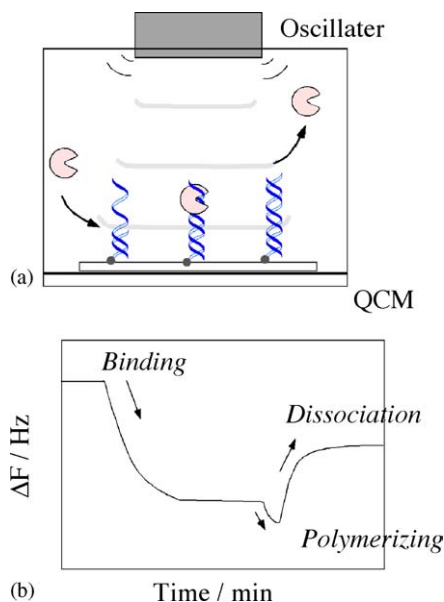 Oscillater
(a)
QCM
Binding
Dissociation
ΔF / Hz
Polymerizing
(b)
Time / min